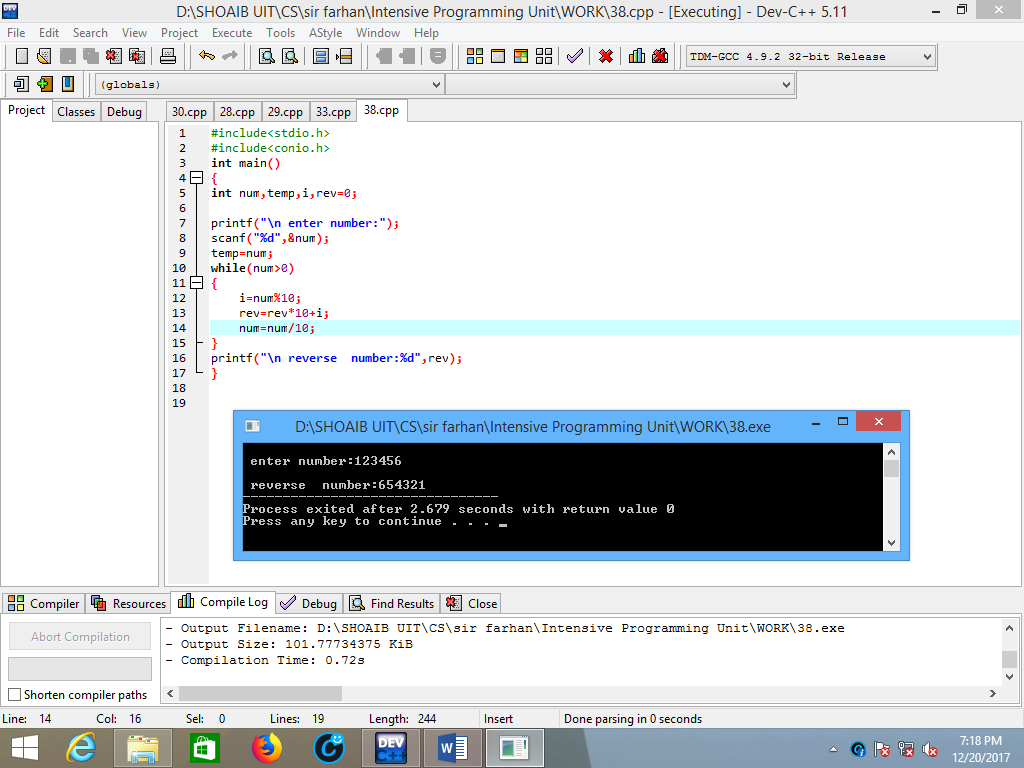 D:\SHOAIB UIT\CS\sir farhan\Intensive Programming Unit\WORK\38.cpp - [Executing] - Dev-C++ 5.11
File Edit Search View Project Execute Tools AStyle Window Help
TDM-GCC 4.9.2 32-bit Release
(globals)
Project Classes Debug
30.cpp 28.cpp 29.cpp 33.cpp 38.cpp
1 #include<stdio.h>
2 #include<conio.h>
3 int main()
4 {
5 int num,temp,i,rev=0;
6
7 printf("\n enter number:");
8 scanf("%d",&num);
9 temp=num;
10 while(num>0)
11 {
12 i=num%10;
13 rev=rev*10+i;
14 num=num/10;
15 }
16 printf("\n reverse  number:%d",rev);
17 }
18
19
D:\SHOAIB UIT\CS\sir farhan\Intensive Programming Unit\WORK\38.exe
enter number:123456
reverse  number:654321
--------------------------------
Process exited after 2.679 seconds with return value 0
Press any key to continue . . . _
Compiler Resources Compile Log Debug Find Results Close
Abort Compilation
Shorten compiler paths
- Output Filename: D:\SHOAIB UIT\CS\sir farhan\Intensive Programming Unit\WORK\38.exe
- Output Size: 101.77734375 KiB
- Compilation Time: 0.72s
Line: 14 Col: 16 Sel: 0 Lines: 19 Length: 244 Insert Done parsing in 0 seconds
DEV C++
7:18 PM
12/20/2017